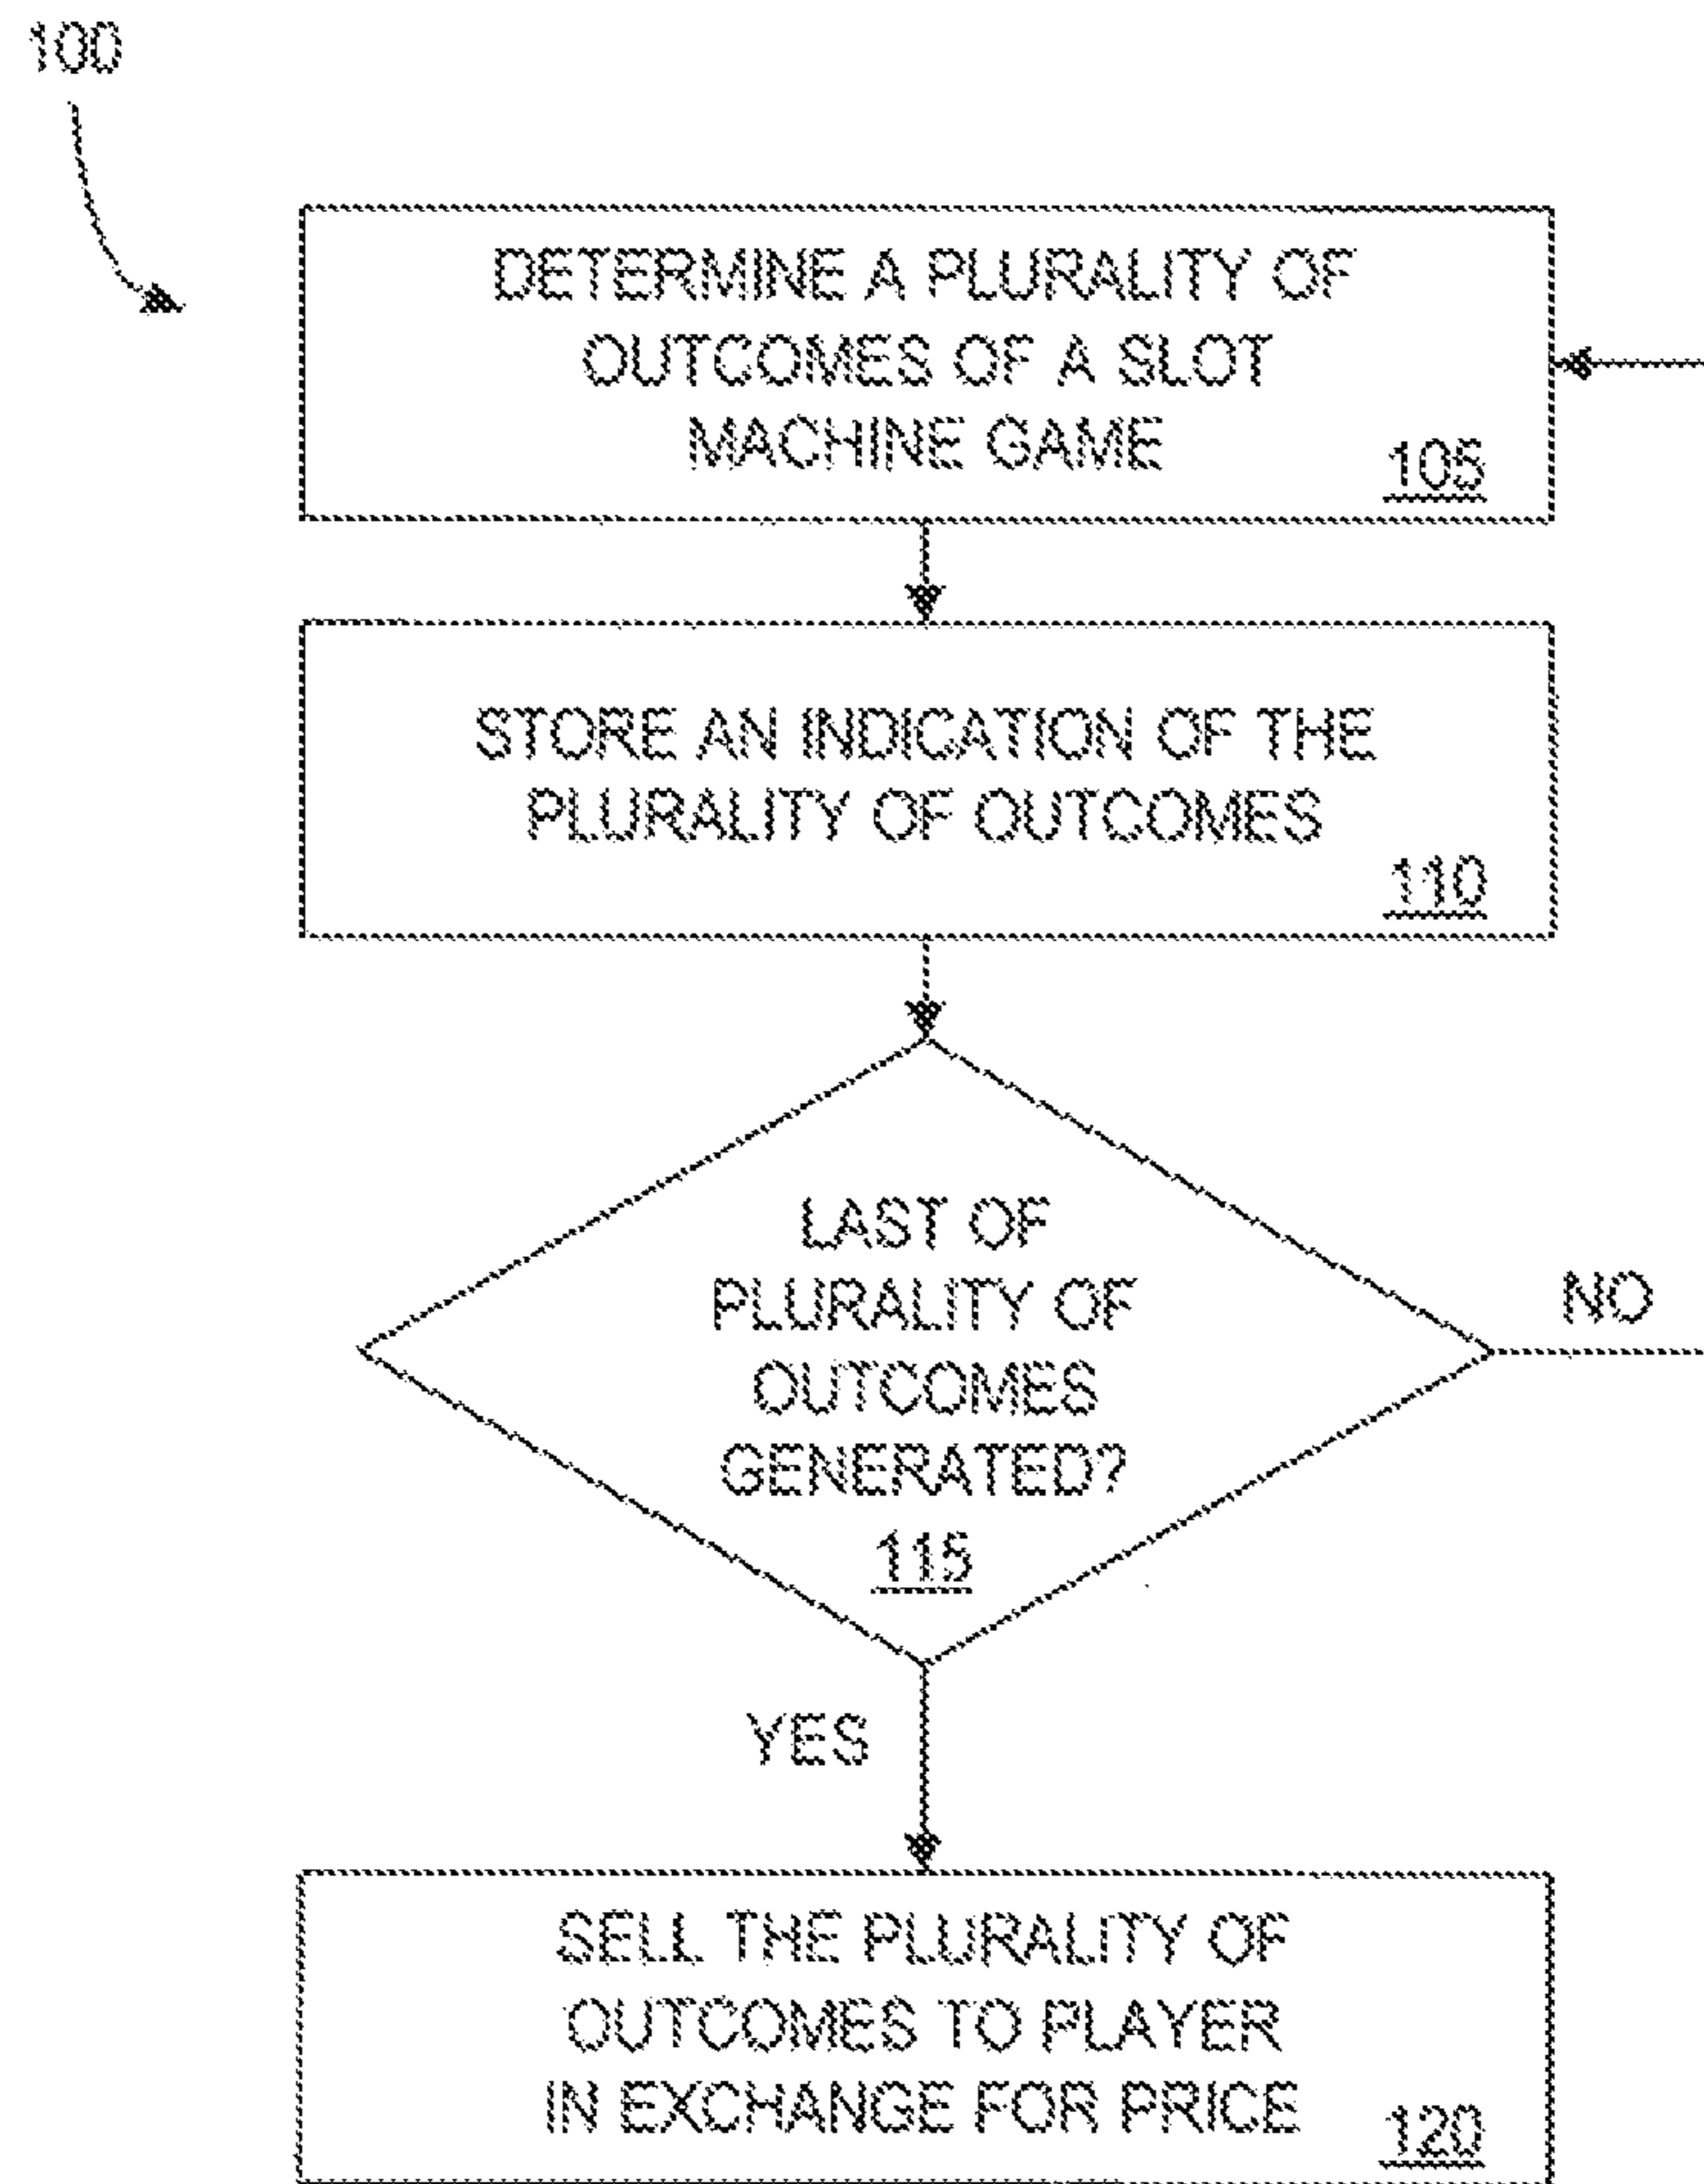 100
DETERMINE A PLURALITY OF
OUTCOMES OF A SLOT
MACHINE GAME
105
STORE AN INDICATION OF THE
PLURALITY OF OUTCOMES
110
LAST OF
PLURALITY OF
OUTCOMES
GENERATED?
115
NO
YES
SELL THE PLURALITY OF
OUTCOMES TO PLAYER
IN EXCHANGE FOR PRICE
120